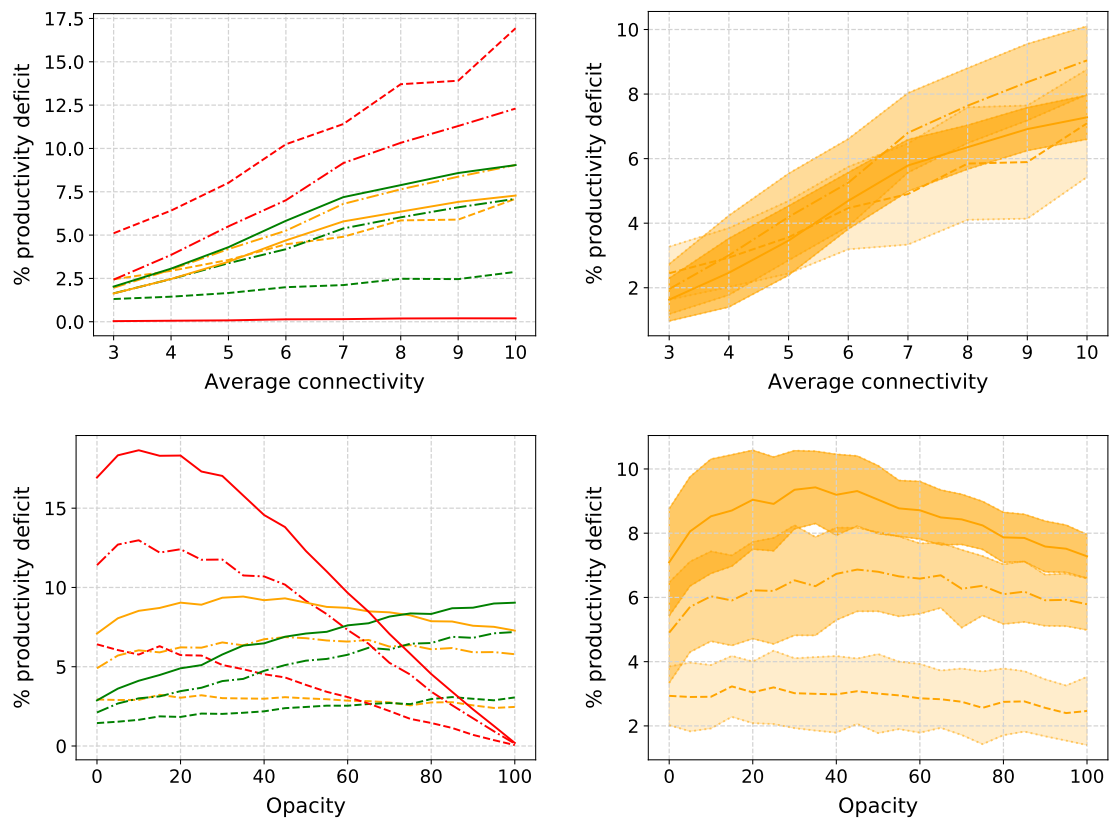 17.5
15.0
12.5
10.0
7.5
5.0
2.5
0.0
% productivity deficit
3 4 5 6 7 8 9 10
Average connectivity
10
8
6
4
2
% productivity deficit
3 4 5 6 7 8 9 10
Average connectivity
15
10
5
0
% productivity deficit
0 20 40 60 80 100
Opacity
10
8
6
4
2
% productivity deficit
0 20 40 60 80 100
Opacity